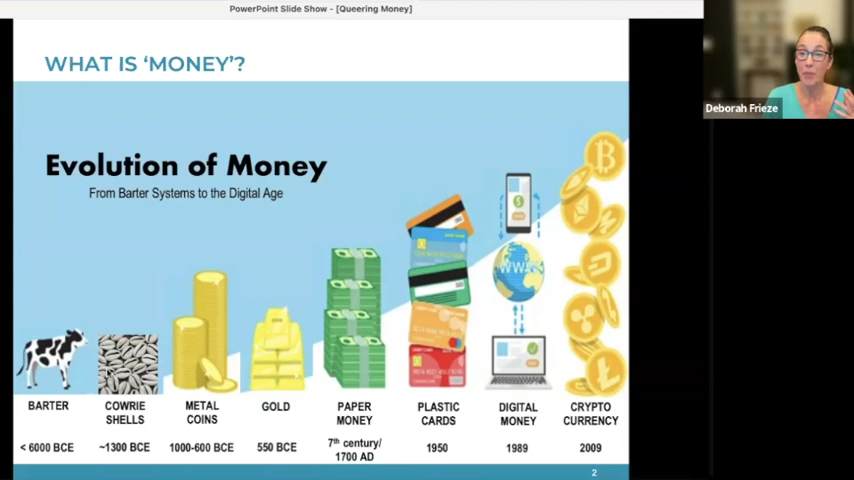 PowerPoint Slide Show - [Queering Money]
WHAT IS ‘MONEY’?
Deborah Frieze
Evolution of Money
From Barter Systems to the Digital Age
WWW
BARTER
COWRIE
SHELLS
METAL
COINS
GOLD
PAPER
MONEY
PLASTIC
CARDS
DIGITAL
MONEY
CRYPTO
CURRENCY
< 6000 BCE
~1300 BCE
1000-600 BCE
550 BCE
7th century/
1700 AD
1950
1989
2009
2